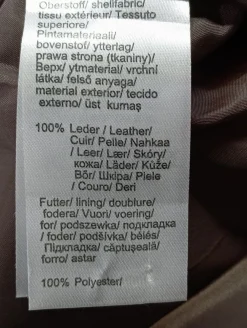 Oberstoff/ shellfabric/
tissu extérieur/ Tessuto
superiore/
Pintamateriaali/
bovenstof/ ytterlag/
prawa strona (tkaniny)/
Bepx/ ytmaterial/ vrchní
látka/ felső anyaga/
material exterior/ tecido
externo/ üst kumaş
100% Leder / Leather/
Cuir/ Pelle/ Nahkaa
/ Leer/ Lær/ Skóry/
кожа/ Läder/ Kůže/
Bőr/ Шкіра/ Piele
/ Couro/ Deri
Futter/ lining/ doublure/
fodera/ Vuori/ voering/
for/ podszewka/ подкладка
/ foder/ podšívka/ bélés/
Підкладка/ căptuşeală/
forro/ astar
100% Polyester/